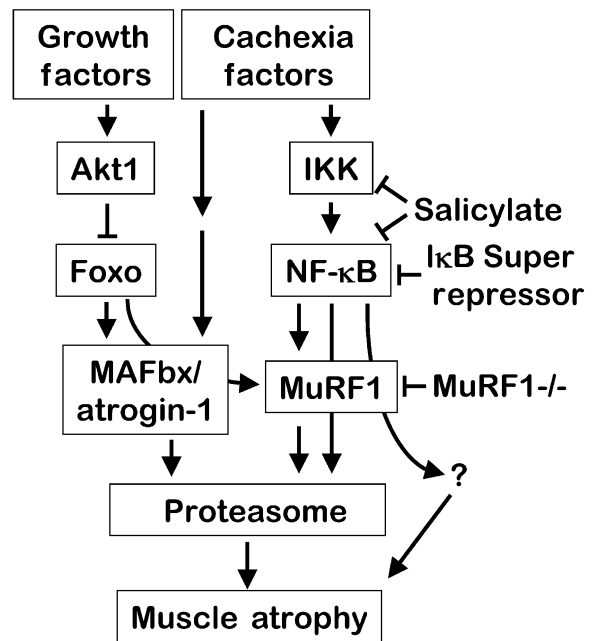 Growth
factors
Cachexia
factors
Akt1
IKK
Salicylate
Foxo
NF-κB
IκB Super
repressor
MAFbx/
atrogin-1
MuRF1
MuRF1-/-
?
Proteasome
Muscle atrophy